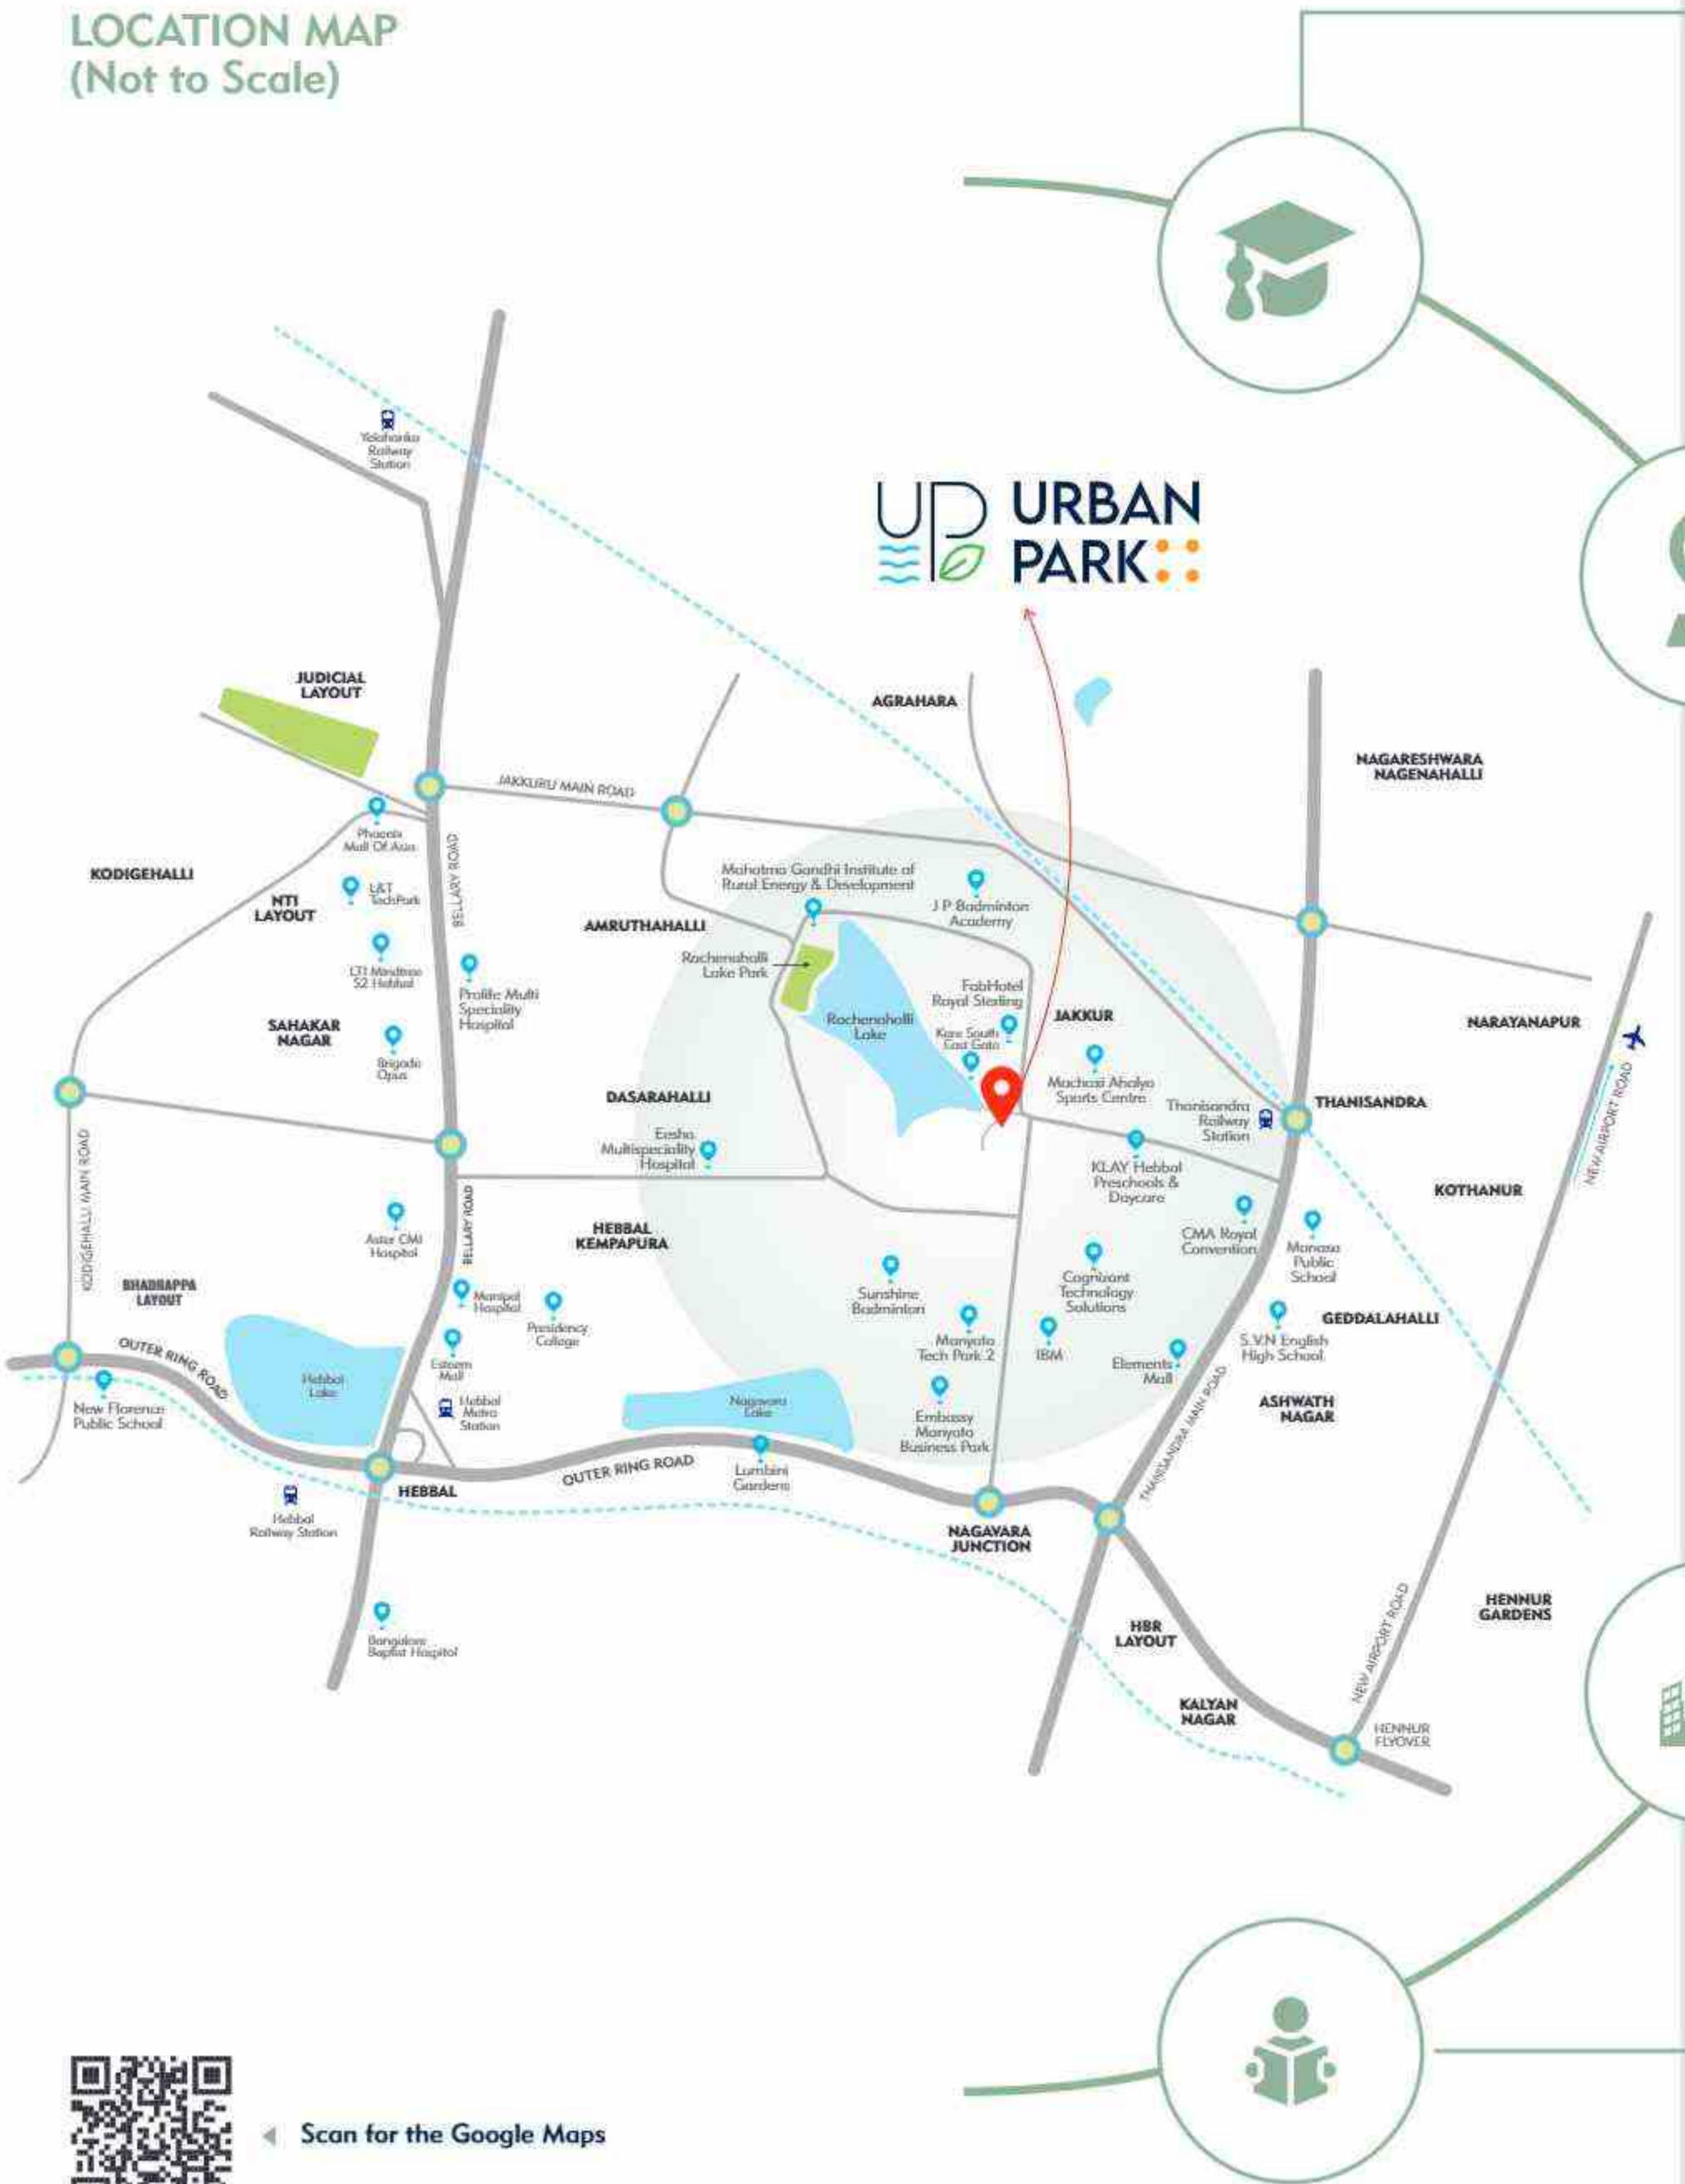 LOCATION MAP
(Not to Scale)
Yelahanka
Railway
Station
UP
URBAN
PARK
JUDICIAL
LAYOUT
AGRAHARA
NAGARESHWARA
NAGENAHALLI
JAKKURU MAIN ROAD
Phoenix
Mall Of Asia
BELLARY ROAD
KODIGEHALLI
L&T
TechPark
NTI
LAYOUT
Mahatma Gandhi Institute of
Rural Energy & Development
J P Badminton
Academy
AMRUTHAHALLI
Rachenahalli
Lake Park
LTI Mindtree
S2 Hebbal
Prolife Multi
Speciality
Hospital
FabHotel
Royal Sterling
Rachenahalli
Lake
JAKKUR
NARAYANAPUR
SAHAKAR
NAGAR
Kare South
East Gate
Brigade
Opus
Machaxi Ahalya
Sports Centre
DASARAHALLI
Thanisandra
Railway
Station
THANISANDRA
NEW AIRPORT ROAD
KODIGEHALLI MAIN ROAD
Eesha
Multispeciality
Hospital
KLAY Hebbal
Preschools &
Daycare
KOTHANUR
BELLARY ROAD
Aster CMI
Hospital
HEBBAL
KEMPAPURA
CMA Royal
Convention
Manasa
Public
School
BHADRAPPA
LAYOUT
Manipal
Hospital
Presidency
College
Sunshine
Badminton
Cognizant
Technology
Solutions
GEDDALAHALLI
OUTER RING ROAD
Esteem
Mall
Manyata
Tech Park 2
IBM
Elements
Mall
S.V.N English
High School
Hebbal
Lake
New Florence
Public School
Hebbal
Metro
Station
Nagavara
Lake
Embassy
Manyata
Business Park
ASHWATH
NAGAR
THANISANDRA MAIN ROAD
OUTER RING ROAD
Lumbini
Gardens
HEBBAL
Hebbal
Railway Station
NAGAVARA
JUNCTION
Bangalore
Baptist Hospital
HBR
LAYOUT
NEW AIRPORT ROAD
HENNUR
GARDENS
KALYAN
NAGAR
HENNUR
FLYOVER
Scan for the Google Maps